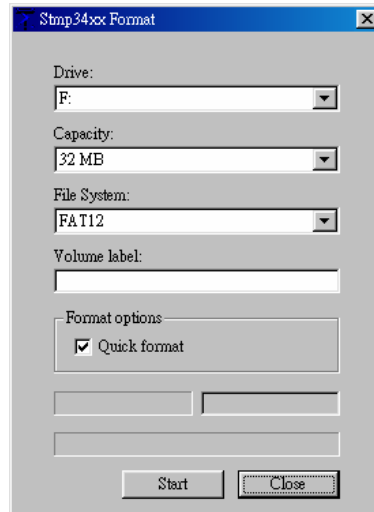 Stmp34xx Format
Drive:
F:
Capacity:
32 MB
File System:
FAT12
Volume label:
Format options
Quick format
Start
Close